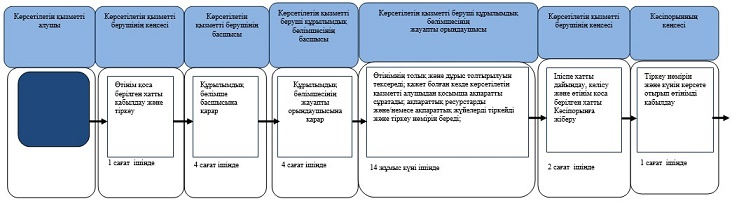 Көрсетілетін қызметті
алушы
Көрсетілетін қызметті
берушінің кеңсесі
Көрсетілетін
қызметті берушінің
басшысы
Көрсетілетін қызметті
беруші құрылымдық
бөлімшесінің
басшысы
Көрсетілетін қызметті беруші құрылымдық
бөлімшесінің
жауапты орындаушысы
Көрсетілетін қызметті
берушінің кеңсесі
Кәсіпорынның
кеңсесі
Өтінім қоса
берілген хатты
қабылдау және
тіркеу
1 сағат ішінде
Құрылымдық
бөлімше
басшысына
қарар
4 сағат ішінде
Құрылымдық
бөлімшесінің
жауапты
орындаушысына
қарар
4 сағат ішінде
Өтінімнің толық және дұрыс толтырылуын
тексереді; қажет болған кезде көрсетілетін
қызметті алушыдан қосымша ақпаратты
сұратады; ақпараттық ресурстарды
және/немесе ақпараттық жүйелерді тіркейді
және тіркеу нөмірін береді;
14 жұмыс күні ішінде
Ілеспе хатты
дайындау, келісу
және өтінім қоса
берілген хатты
Кәсіпорынға
жіберу
2 сағат ішінде
Тіркеу нөмірін
және күнін көрсете
отырып өтінімді
қабылдау
1 сағат ішінде